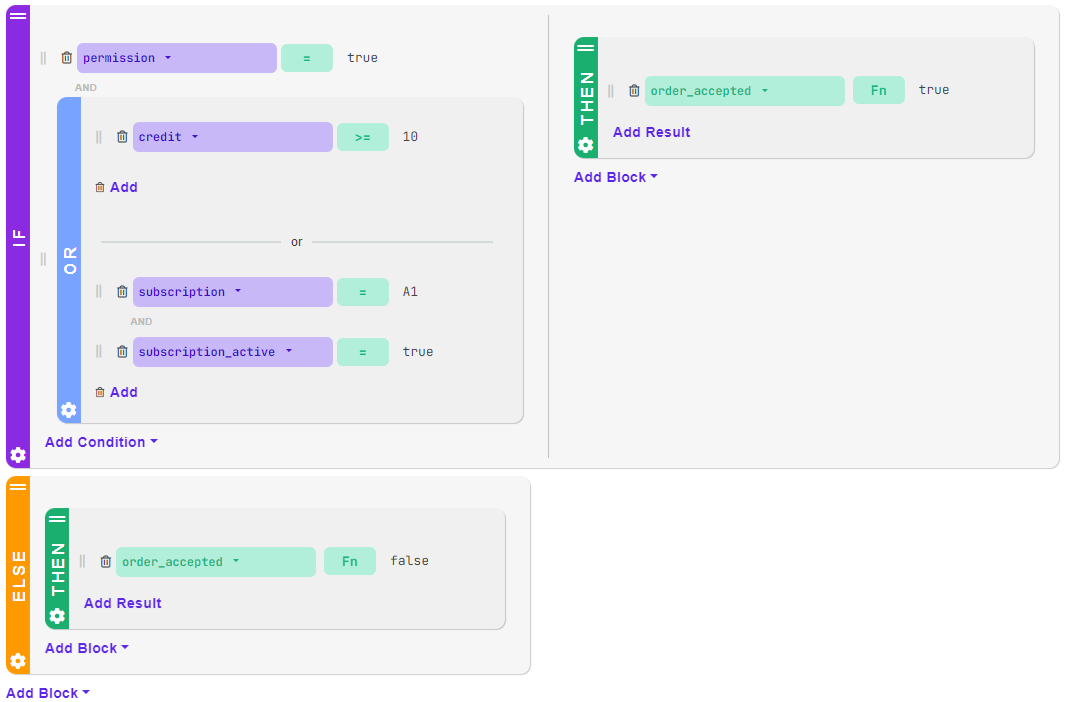 IF
permission = true
AND
OR
credit >= 10
Add
or
subscription = A1
AND
subscription_active = true
Add
Add Condition
THEN
order_accepted Fn true
Add Result
Add Block
ELSE
THEN
order_accepted Fn false
Add Result
Add Block
Add Block